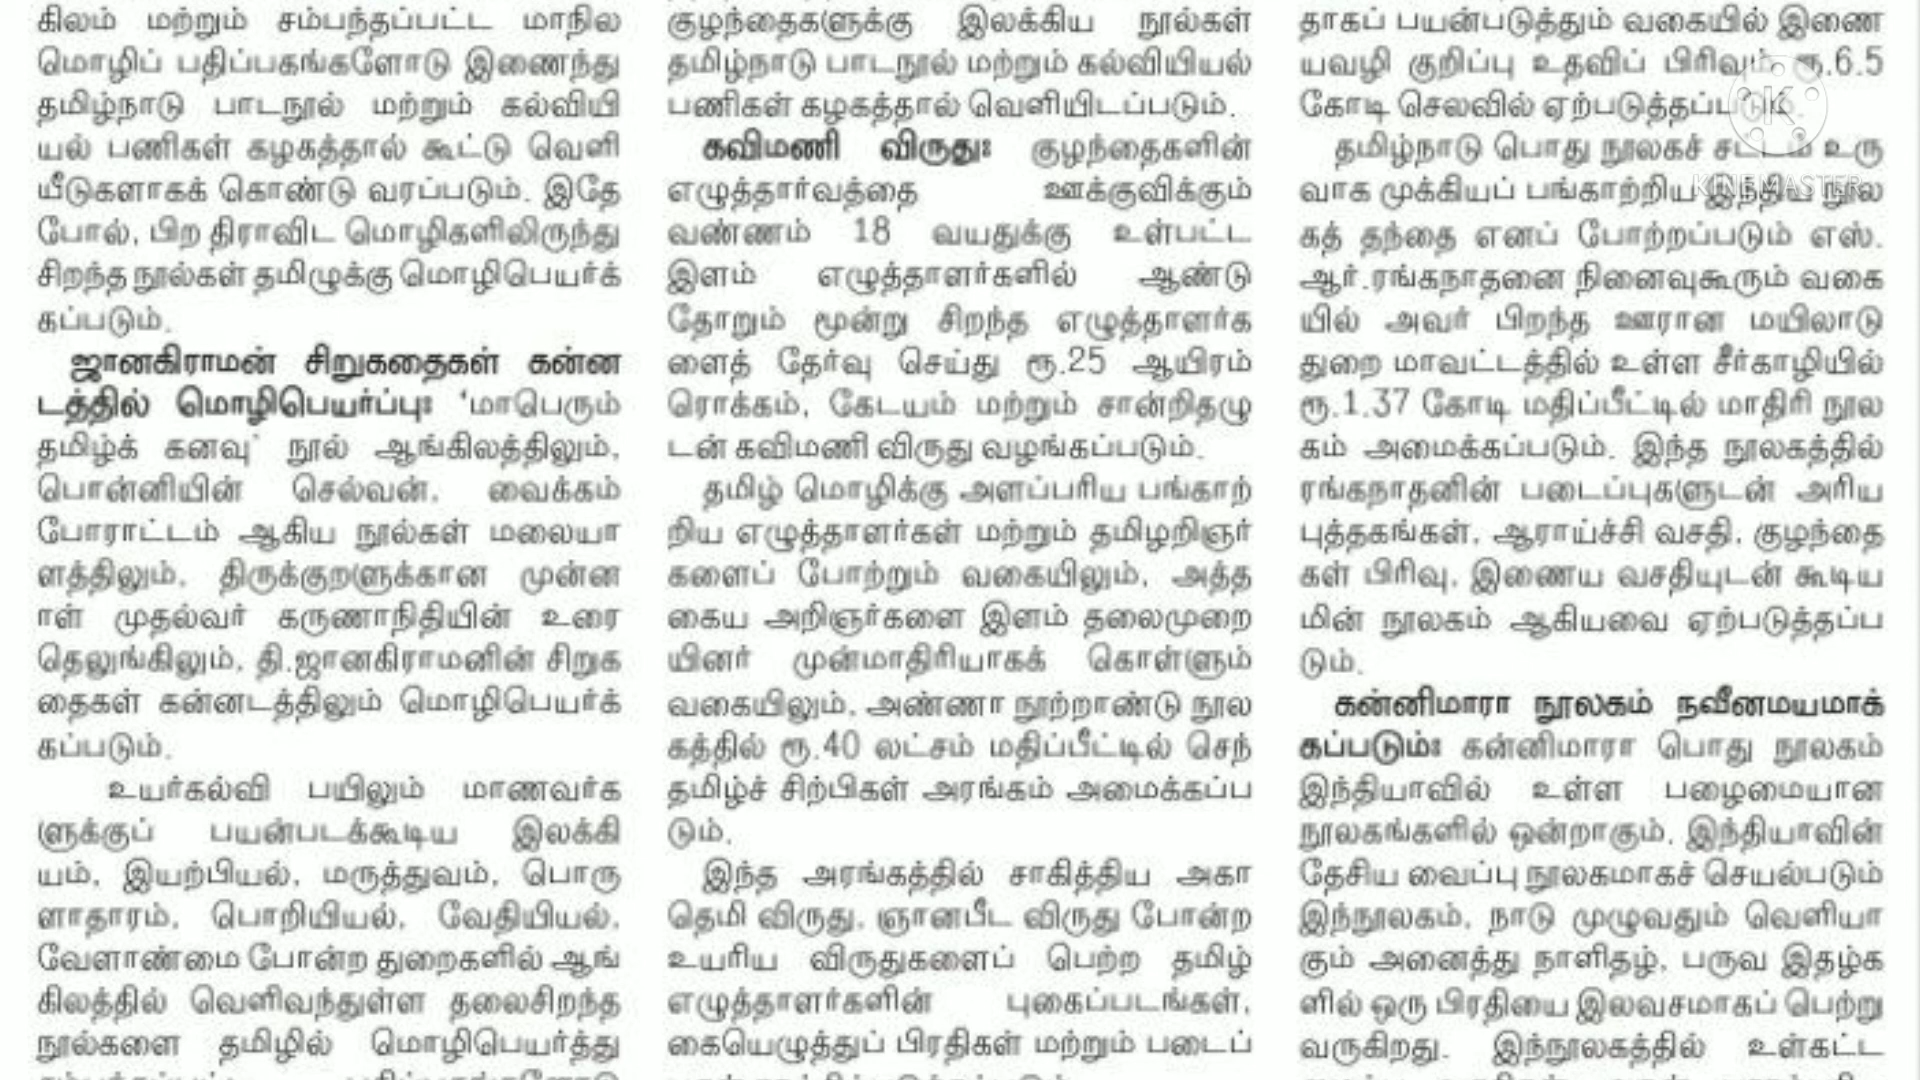 கிலம் மற்றும் சம்பந்தப்பட்ட மாநில
மொழிப் பதிப்பகங்களோடு இணைந்து
தமிழ்நாடு பாடநூல் மற்றும் கல்வியி
யல் பணிகள் கழகத்தால் கூட்டு வெளி
யீடுகளாகக் கொண்டு வரப்படும். இதே
போல், பிற திராவிட மொழிகளிலிருந்து
சிறந்த நூல்கள் தமிழுக்கு மொழிபெயர்க்
கப்படும்.
ஜானகிராமன் சிறுகதைகள் கன்ன
டத்தில் மொழிபெயர்ப்பு: 'மாபெரும்
தமிழ்க் கனவு' நூல் ஆங்கிலத்திலும்,
பொன்னியின் செல்வன், வைக்கம்
போராட்டம் ஆகிய நூல்கள் மலையா
ளத்திலும், திருக்குறளுக்கான முன்ன
ாள் முதல்வர் கருணாநிதியின் உரை
தெலுங்கிலும், தி.ஜானகிராமனின் சிறுக
தைகள் கன்னடத்திலும் மொழிபெயர்க்
கப்படும்.
உயர்கல்வி பயிலும் மாணவர்க
ளுக்குப் பயன்படக்கூடிய இலக்கி
யம், இயற்பியல், மருத்துவம், பொரு
ளாதாரம், பொறியியல், வேதியியல்,
வேளாண்மை போன்ற துறைகளில் ஆங்
கிலத்தில் வெளிவந்துள்ள தலைசிறந்த
நூல்களை தமிழில் மொழிபெயர்த்து
குழந்தைகளுக்கு இலக்கிய நூல்கள்
தமிழ்நாடு பாடநூல் மற்றும் கல்வியியல்
பணிகள் கழகத்தால் வெளியிடப்படும்.
கவிமணி விருது: குழந்தைகளின்
எழுத்தார்வத்தை ஊக்குவிக்கும்
வண்ணம் 18 வயதுக்கு உள்பட்ட
இளம் எழுத்தாளர்களில் ஆண்டு
தோறும் மூன்று சிறந்த எழுத்தாளர்க
ளைத் தேர்வு செய்து ரூ.25 ஆயிரம்
ரொக்கம், கேடயம் மற்றும் சான்றிதழு
டன் கவிமணி விருது வழங்கப்படும்.
தமிழ் மொழிக்கு அளப்பரிய பங்காற்
றிய எழுத்தாளர்கள் மற்றும் தமிழறிஞர்
களைப் போற்றும் வகையிலும், அத்த
கைய அறிஞர்களை இளம் தலைமுறை
யினர் முன்மாதிரியாகக் கொள்ளும்
வகையிலும், அண்ணா நூற்றாண்டு நூல
கத்தில் ரூ.40 லட்சம் மதிப்பீட்டில் செந்
தமிழ்ச் சிற்பிகள் அரங்கம் அமைக்கப்ப
டும்.
இந்த அரங்கத்தில் சாகித்திய அகா
தெமி விருது, ஞானபீட விருது போன்ற
உயரிய விருதுகளைப் பெற்ற தமிழ்
எழுத்தாளர்களின் புகைப்படங்கள்,
கையெழுத்துப் பிரதிகள் மற்றும் படைப்
தாகப் பயன்படுத்தும் வகையில் இணை
யவழி குறிப்பு உதவிப் பிரிவும் ரூ.6.5
கோடி செலவில் ஏற்படுத்தப்படும்.
தமிழ்நாடு பொது நூலகச் சட்டம் உரு
வாக முக்கியப் பங்காற்றிய இந்திய நூல
கத் தந்தை எனப் போற்றப்படும் எஸ்.
ஆர்.ரங்கநாதனை நினைவுகூரும் வகை
யில் அவர் பிறந்த ஊரான மயிலாடு
துறை மாவட்டத்தில் உள்ள சீர்காழியில்
ரூ.1.37 கோடி மதிப்பீட்டில் மாதிரி நூல
கம் அமைக்கப்படும். இந்த நூலகத்தில்
ரங்கநாதனின் படைப்புகளுடன் அரிய
புத்தகங்கள், ஆராய்ச்சி வசதி, குழந்தை
கள் பிரிவு, இணைய வசதியுடன் கூடிய
மின் நூலகம் ஆகியவை ஏற்படுத்தப்ப
டும்.
கன்னிமாரா நூலகம் நவீனமயமாக்
கப்படும்: கன்னிமாரா பொது நூலகம்
இந்தியாவில் உள்ள பழைமையான
நூலகங்களில் ஒன்றாகும். இந்தியாவின்
தேசிய வைப்பு நூலகமாகச் செயல்படும்
இந்நூலகம், நாடு முழுவதும் வெளியா
கும் அனைத்து நாளிதழ், பருவ இதழ்க
ளில் ஒரு பிரதியை இலவசமாகப் பெற்று
வருகிறது. இந்நூலகத்தில் உள்கட்ட
K
KINEMASTER